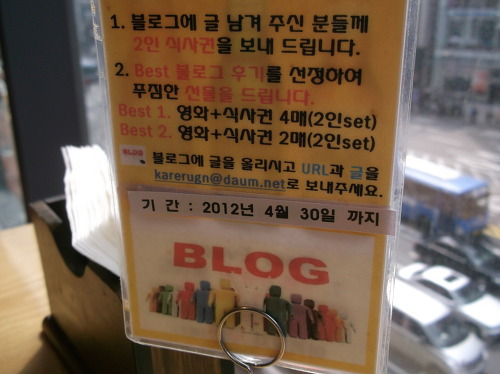 1. 블로그에 글 남겨 주신 분들께
2인 식사권을 보내 드립니다.
2. Best 블로그 후기를 선정하여
푸짐한 선물을 드립니다.
Best 1. 영화+식사권 4매(2인set)
Best 2. 영화+식사권 2매(2인set)
BLOG 블로그에 글을 올리시고 URL과 글을
karerugn@daum.net로 보내주세요.
기 간 : 2012년 4월 30일 까지
BLOG